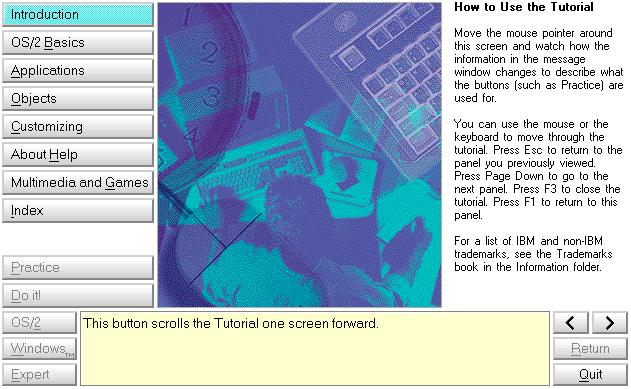 Introduction
OS/2 Basics
Applications
Objects
Customizing
About Help
Multimedia and Games
Index
Practice
Do it!
OS/2
Windows™
Expert
1
2
3
4
How to Use the Tutorial
Move the mouse pointer around
this screen and watch how the
information in the message
window changes to describe what
the buttons (such as Practice) are
used for.
You can use the mouse or the
keyboard to move through the
tutorial. Press Esc to return to the
panel you previously viewed.
Press Page Down to go to the
next panel. Press F3 to close the
tutorial. Press F1 to return to this
panel.
For a list of IBM and non-IBM
trademarks, see the Trademarks
book in the Information folder.
This button scrolls the Tutorial one screen forward.
< >
Return
Quit